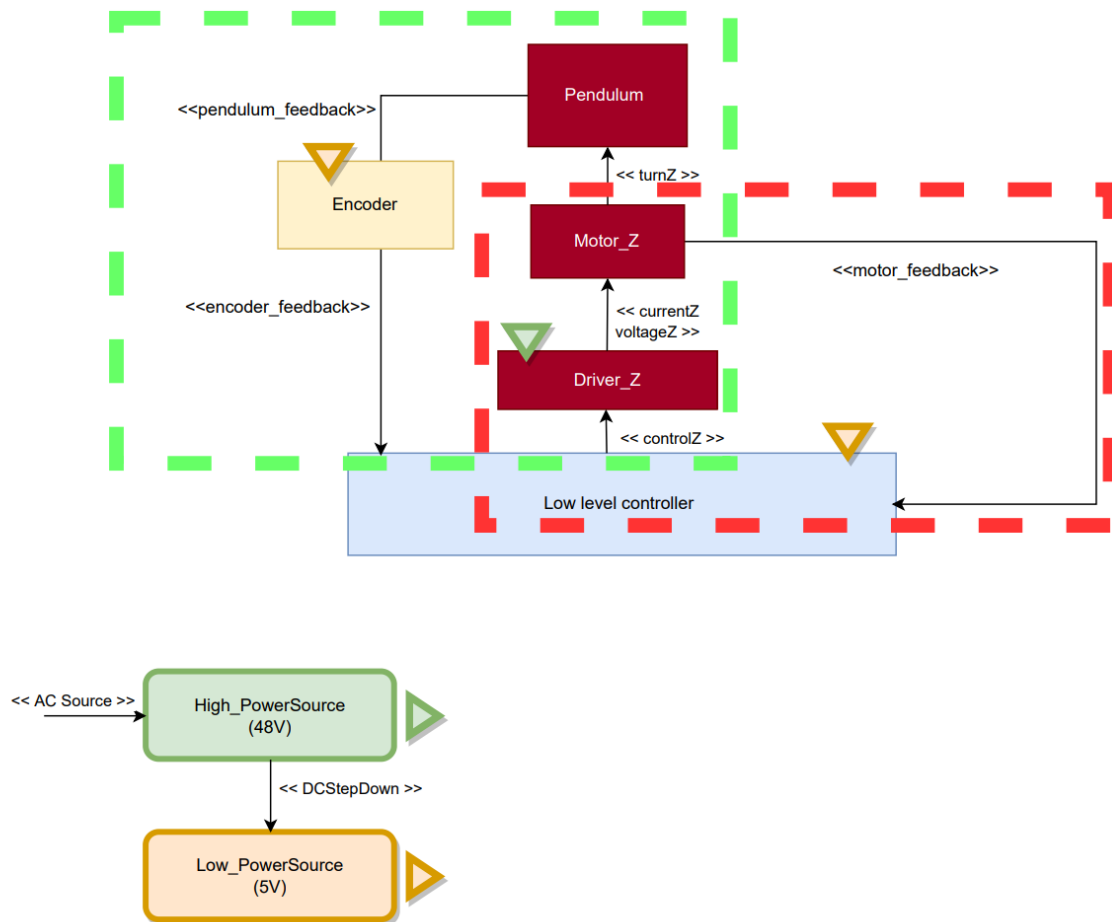 Pendulum
<<pendulum_feedback>>
<< turnZ >>
Encoder
Motor_Z
<<motor_feedback>>
<<encoder_feedback>>
<< currentZ
voltageZ >>
Driver_Z
<< controlZ >>
Low level controller
<< AC Source >>
High_PowerSource
(48V)
<< DCStepDown >>
Low_PowerSource
(5V)